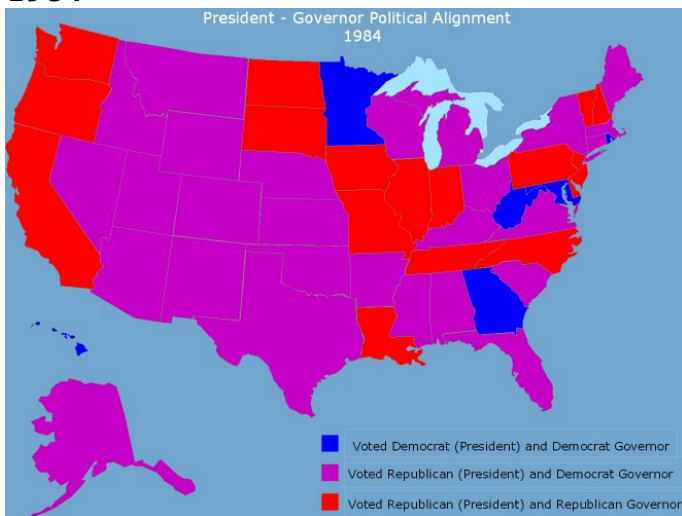 President - Governor Political Alignment
1984
Voted Democrat (President) and Democrat Governor
Voted Republican (President) and Democrat Governor
Voted Republican (President) and Republican Governor